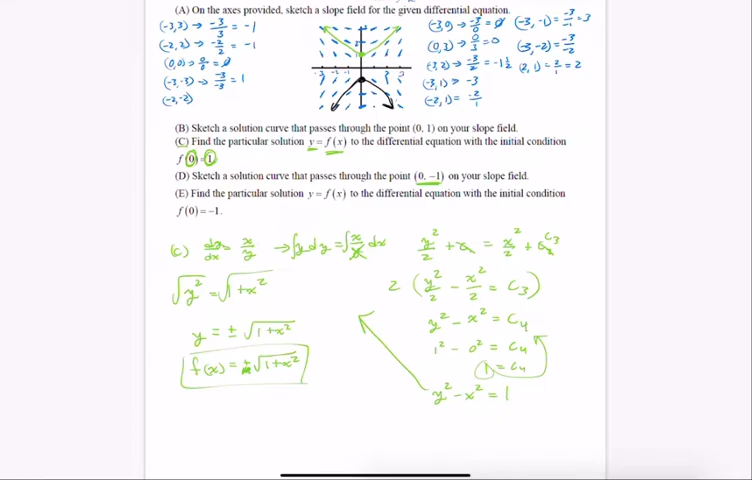 (A) On the axes provided, sketch a slope field for the given differential equation.
(-3,3) → -3/3 = -1
(-2,2) → -2/2 = -1
(0,0) → 0/0 = ∅
(-3,-3) → -3/-3 = 1
(-2,-2)
(-3,0) → -3/0 = ∅
(0,3) → 0/3 = 0
(-3,2) → -3/2 = -1 1/2
(-3,1) > -3
(-2,1) = -2/1
(-3,-1) = -3/-1 = 3
(-3,-2) = -3/-2
(2,1) = 2/1 = 2
(B) Sketch a solution curve that passes through the point (0, 1) on your slope field.
(C) Find the particular solution y = f(x) to the differential equation with the initial condition
f(0) = 1.
(D) Sketch a solution curve that passes through the point (0, −1) on your slope field.
(E) Find the particular solution y = f(x) to the differential equation with the initial condition
f(0) = −1.
(C) dy/dx = x/y → ∫y dy = ∫x dx
√y² = √1+x²
y = ± √1+x²
f(x) = √1+x²
y²/2 + = x²/2 + C3
2 (y²/2 - x²/2 = C3)
y² - x² = C4
1² - 0² = C4
1 = C4
y² - x² = 1